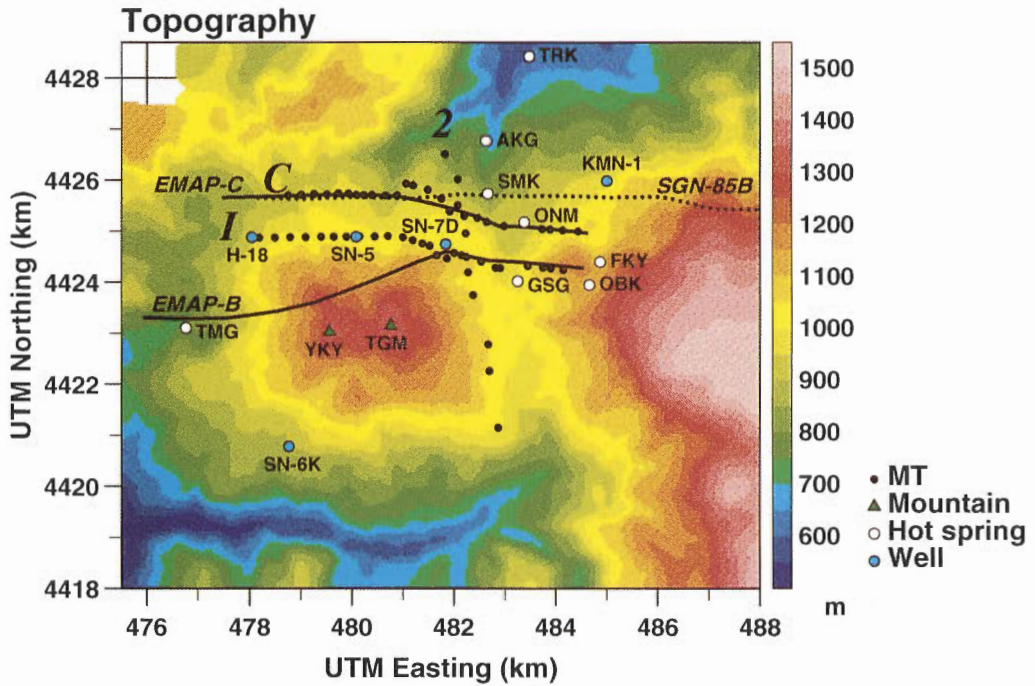 Topography
4428
4426
4424
4422
4420
4418
UTM Northing (km)
476
478
480
482
484
486
488
UTM Easting (km)
TRK
2
AKG
KMN-1
EMAP-C
C
SMK
SGN-85B
I
ONM
SN-7D
H-18
SN-5
FKY
GSG
OBK
EMAP-B
TMG
YKY
TGM
SN-6K
1500
1400
1300
1200
1100
1000
900
800
700
600
m
MT
Mountain
Hot spring
Well